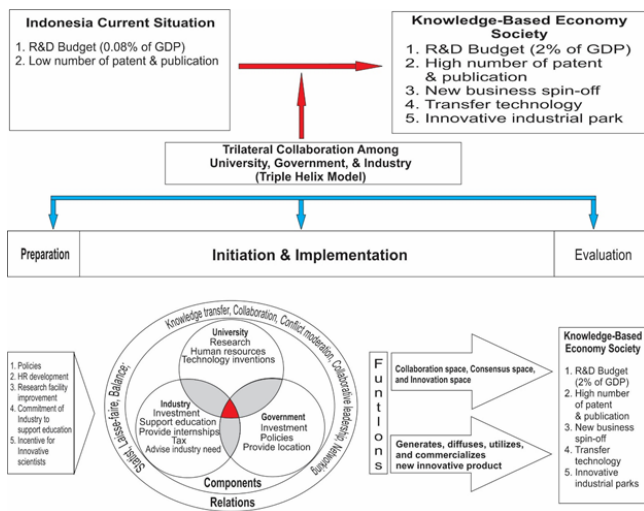 Indonesia Current Situation
1. R&D Budget (0.08% of GDP)
2. Low number of patent & publication
Knowledge-Based Economy
Society
1. R&D Budget (2% of GDP)
2. High number of patent
& publication
3. New business spin-off
4. Transfer technology
5. Innovative industrial park
Trilateral Collaboration Among
University, Government, & Industry
(Triple Helix Model)
Preparation
Initiation & Implementation
Evaluation
1. Policies
2. HR development
3. Research facility
improvement
4. Commitment of
Industry to
support education
5. Incentive for
Innovative
scientists
Statist, Laisse-faire, Balance;
Knowledge transfer, Collaboration, Conflict moderation, Collaborative leadership, Networking
University
Research
Human resources
Technology inventions
Industry
Investment
Support education
Provide internships
Tax
Advise industry need
Government
Investment
Policies
Provide location
Components
Relations
FuntIons
Collaboration space, Consensus space,
and Innovation space
Generates, diffuses, utilizes,
and commercializes
new innovative product
Knowledge-Based
Economy Society
1. R&D Budget
(2% of GDP)
2. High number
of patent
& publication
3. New business
spin-off
4. Transfer
technology
5. Innovative
industrial parks